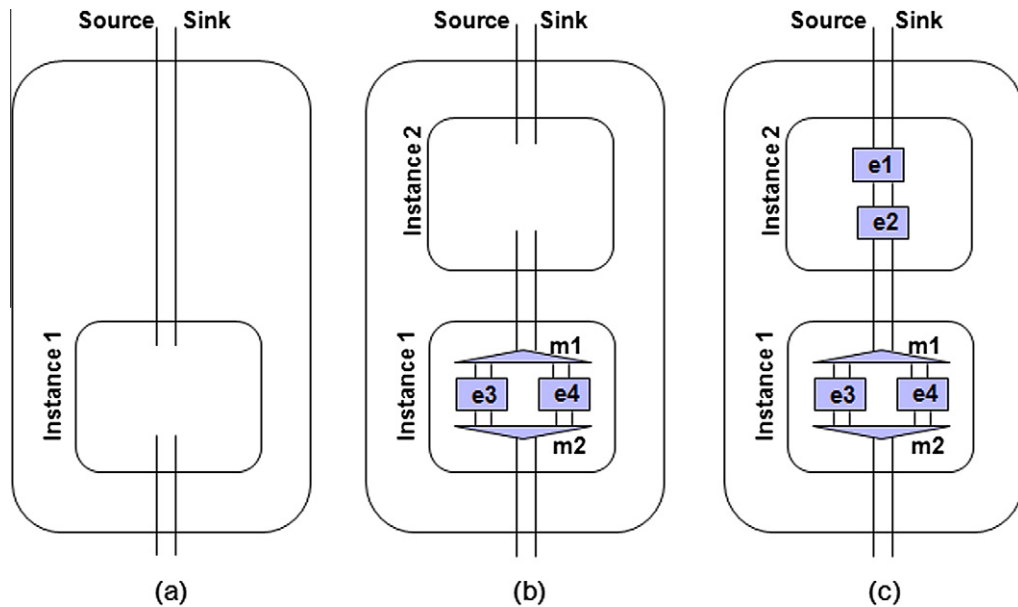 Source Sink
Instance 1
(a)
Source Sink
Instance 2
Instance 1
m1
e3 e4
m2
(b)
Source Sink
Instance 2
e1
e2
Instance 1
m1
e3 e4
m2
(c)